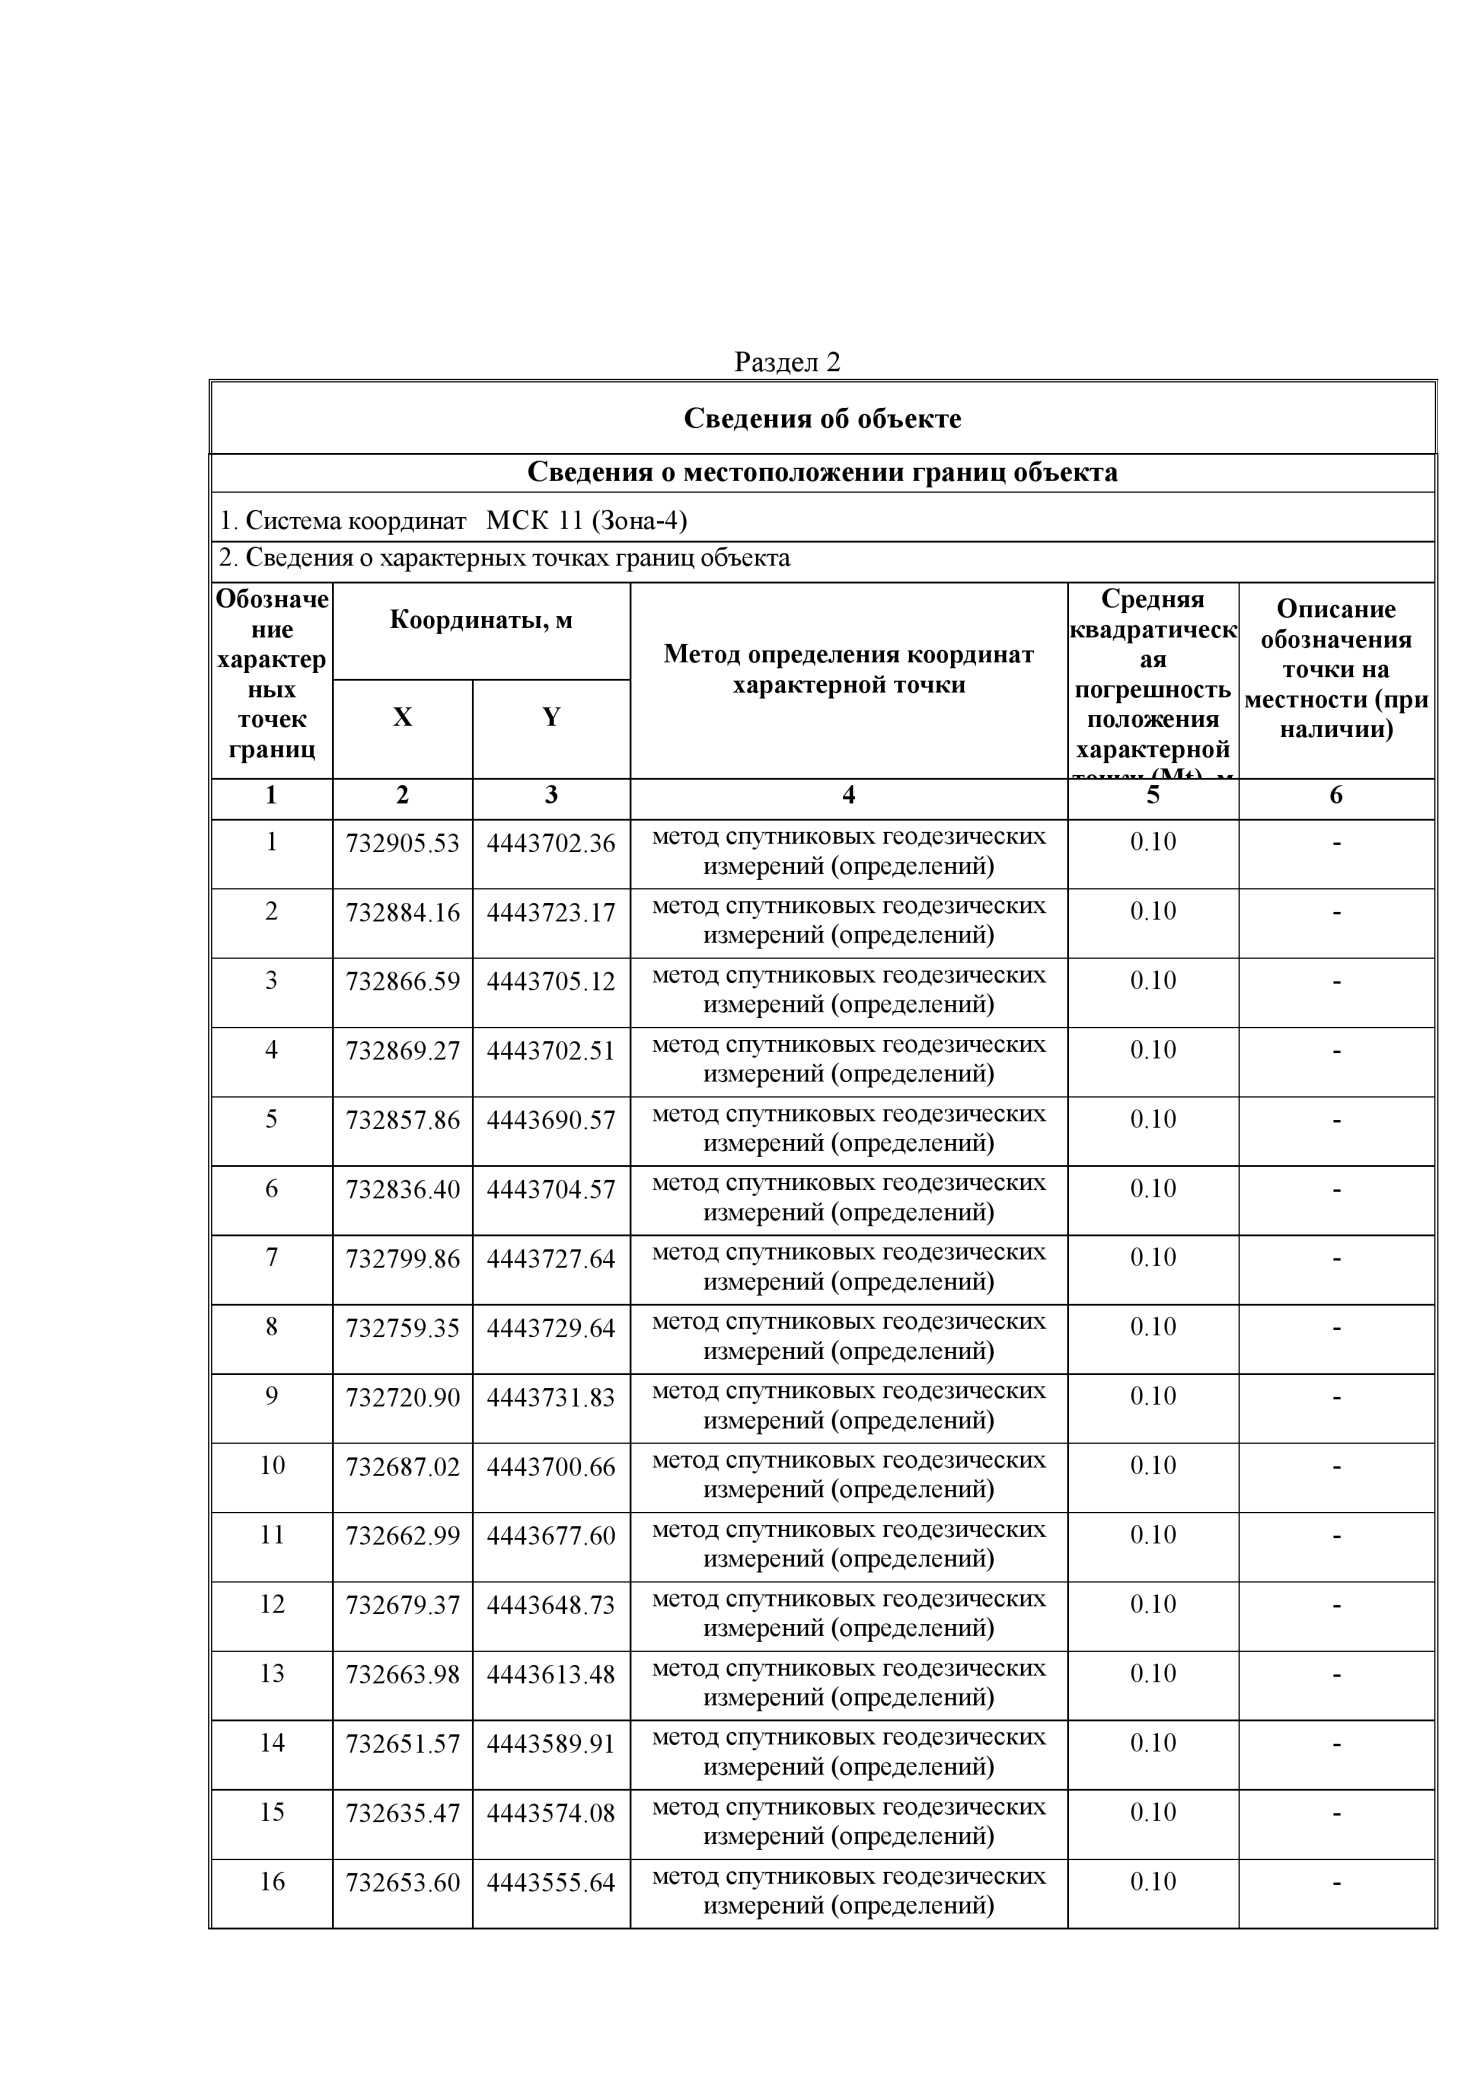 Раздел 2
Сведения об объекте
Сведения о местоположении границ объекта
1. Система координат МСК 11 (Зона-4)
2. Сведения о характерных точках границ объекта
Обозначе
ние
характер
ных
точек
границ
Координаты, м
X
Y
Метод определения координат
характерной точки
Средняя
квадратическ
ая
погрешность
положения
характерной
точки (Mt), м
Описание
обозначения
точки на
местности (при
наличии)
1 2 3 4 5 6
1 732905.53 4443702.36 метод спутниковых геодезических 0.10 -
измерений (определений)
2 732884.16 4443723.17 метод спутниковых геодезических 0.10 -
измерений (определений)
3 732866.59 4443705.12 метод спутниковых геодезических 0.10 -
измерений (определений)
4 732869.27 4443702.51 метод спутниковых геодезических 0.10 -
измерений (определений)
5 732857.86 4443690.57 метод спутниковых геодезических 0.10 -
измерений (определений)
6 732836.40 4443704.57 метод спутниковых геодезических 0.10 -
измерений (определений)
7 732799.86 4443727.64 метод спутниковых геодезических 0.10 -
измерений (определений)
8 732759.35 4443729.64 метод спутниковых геодезических 0.10 -
измерений (определений)
9 732720.90 4443731.83 метод спутниковых геодезических 0.10 -
измерений (определений)
10 732687.02 4443700.66 метод спутниковых геодезических 0.10 -
измерений (определений)
11 732662.99 4443677.60 метод спутниковых геодезических 0.10 -
измерений (определений)
12 732679.37 4443648.73 метод спутниковых геодезических 0.10 -
измерений (определений)
13 732663.98 4443613.48 метод спутниковых геодезических 0.10 -
измерений (определений)
14 732651.57 4443589.91 метод спутниковых геодезических 0.10 -
измерений (определений)
15 732635.47 4443574.08 метод спутниковых геодезических 0.10 -
измерений (определений)
16 732653.60 4443555.64 метод спутниковых геодезических 0.10 -
измерений (определений)